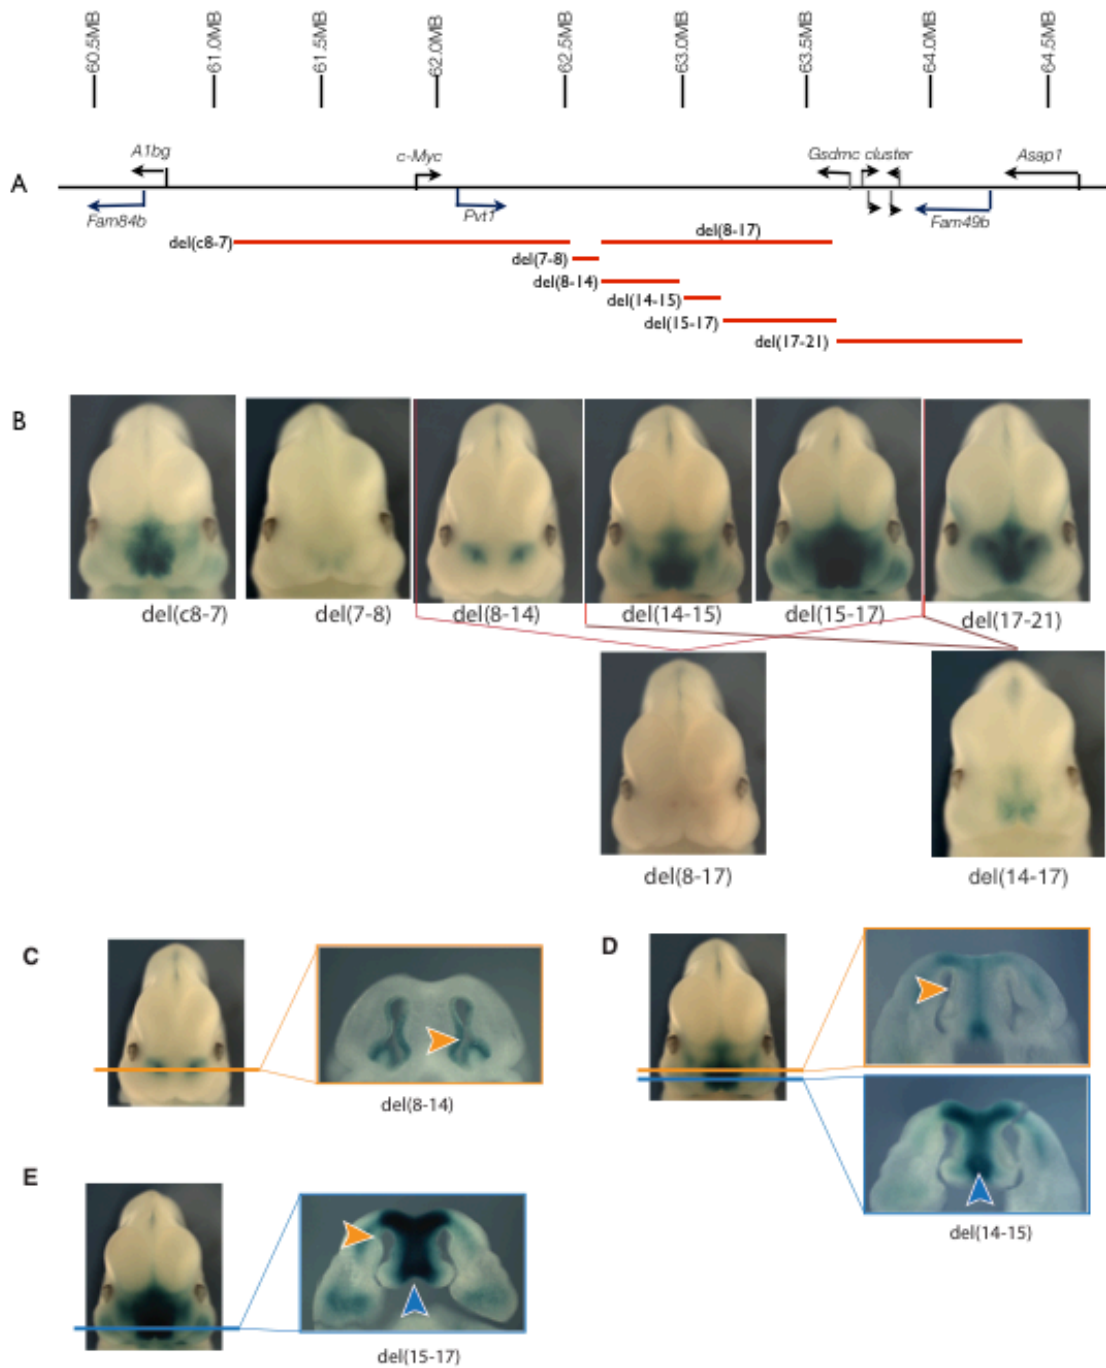 60.5MB 61.0MB 61.5MB 62.0MB 62.5MB 63.0MB 63.5MB 64.0MB 64.5MB
A1bg c-Myc Gsdmc cluster Asap1
A
Fam84b Pvt1 Fam49b
del(c8-7) del(8-17)
del(7-8)
del(8-14)
del(14-15)
del(15-17)
del(17-21)
B
del(c8-7) del(7-8) del(8-14) del(14-15) del(15-17) del(17-21)
del(8-17) del(14-17)
C D
del(8-14)
E
del(14-15)
del(15-17)